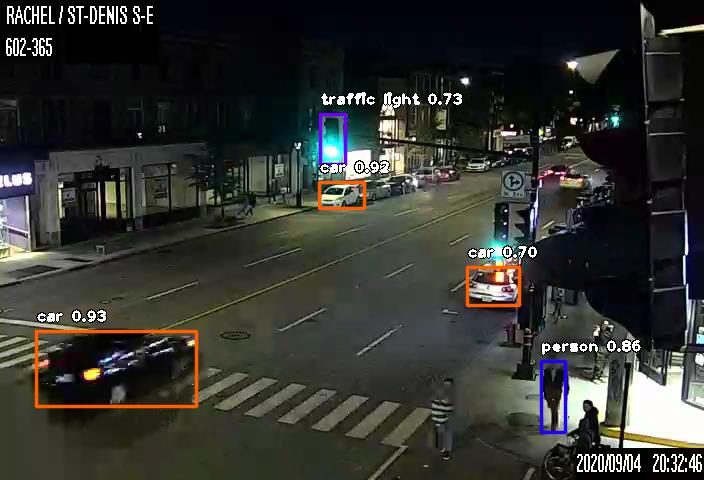 RACHEL / ST-DENIS S-E
602-365
traffic light 0.73
car 0.92
ULUS
car 0.70
car 0.93
person 0.86
2020/09/04 20:32:46